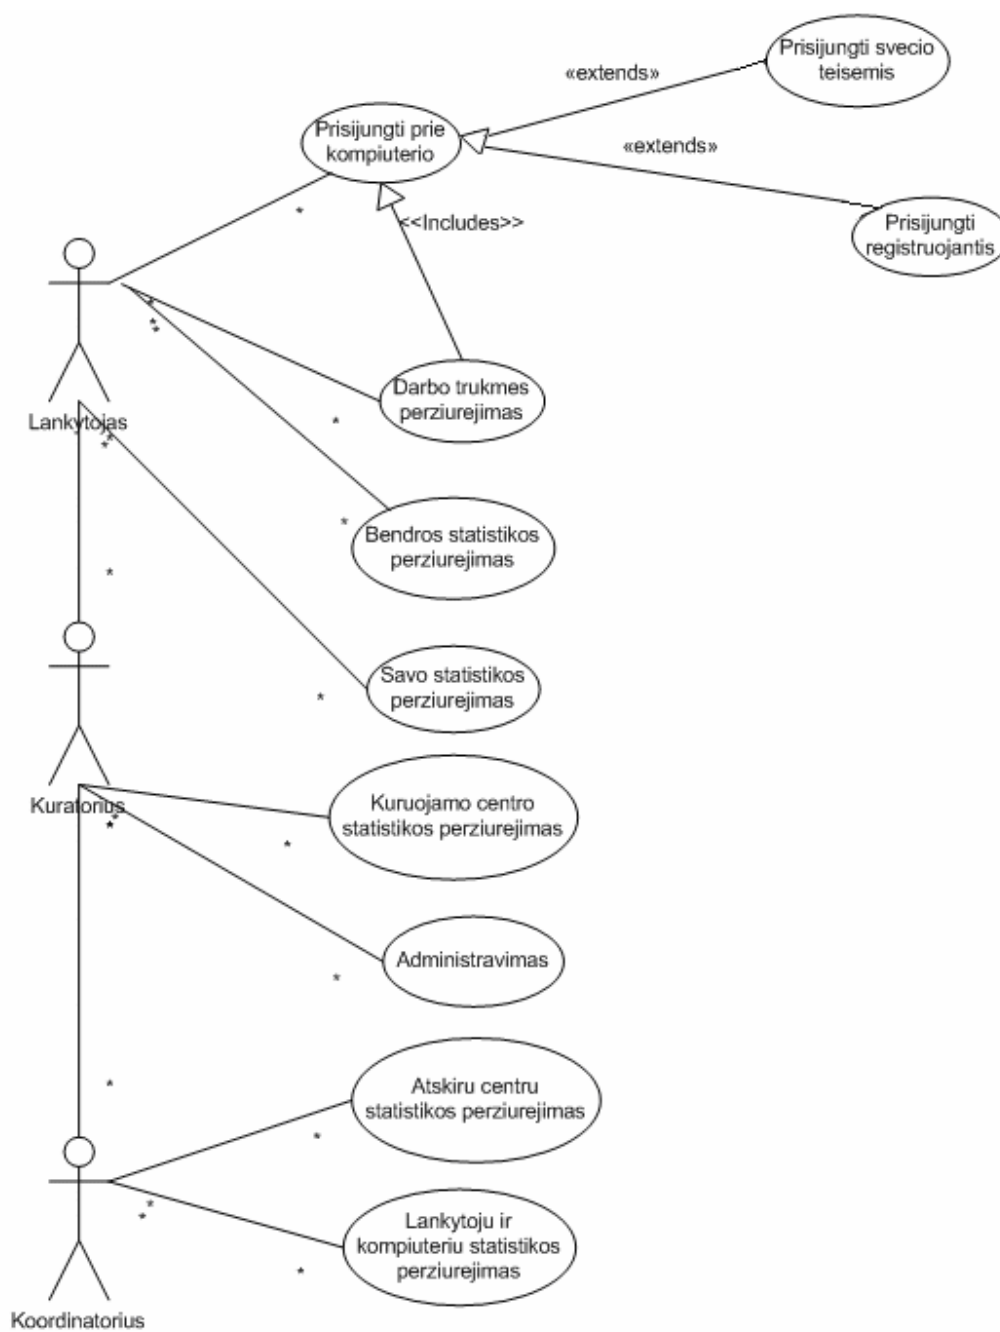 Prisijungti svecio
teisemis
«extends»
Prisijungti prie
kompiuterio
«extends»
<<Includes>>
Prisijungti
registruojantis
*
*
*
*
Darbo trukmes
perziurejimas
Lankytojas
*
*
*
Bendros statistikos
perziurejimas
*
*
Savo statistikos
perziurejimas
*
Kuratorius
Kuruojamo centro
statistikos perziurejimas
*
*
*
Administravimas
*
Atskiru centru
statistikos perziurejimas
*
*
*
*
Lankytoju ir
kompiuteriu statistikos
perziurejimas
*
Koordinatorius